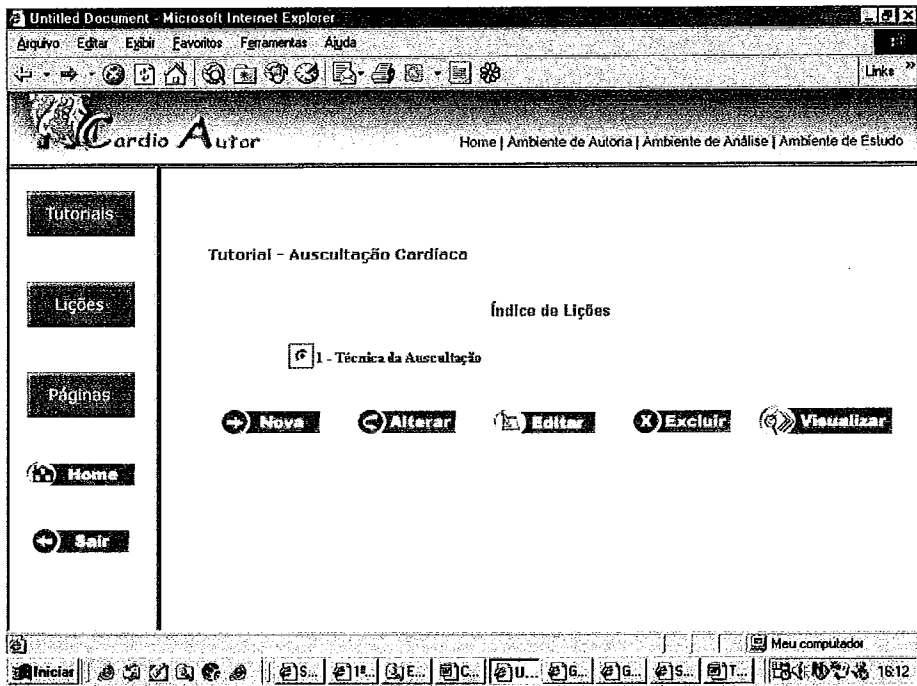 Untitled Document - Microsoft Internet Explorer
Arquivo Editar Exibir Favoritos Ferramentas Ajuda
Links »
Cardio Autor
Home | Ambiente de Autoria | Ambiente de Análise | Ambiente de Estudo
Tutoriais
Lições
Páginas
Home
Sair
Tutorial - Auscultação Cardíaca
Índice de Lições
1 - Técnica da Auscultação
Nova Alterar Editar Excluir Visualizar
Meu computador
Iniciar S... 1ª... E... C... U... G... G... S... T... 16:12